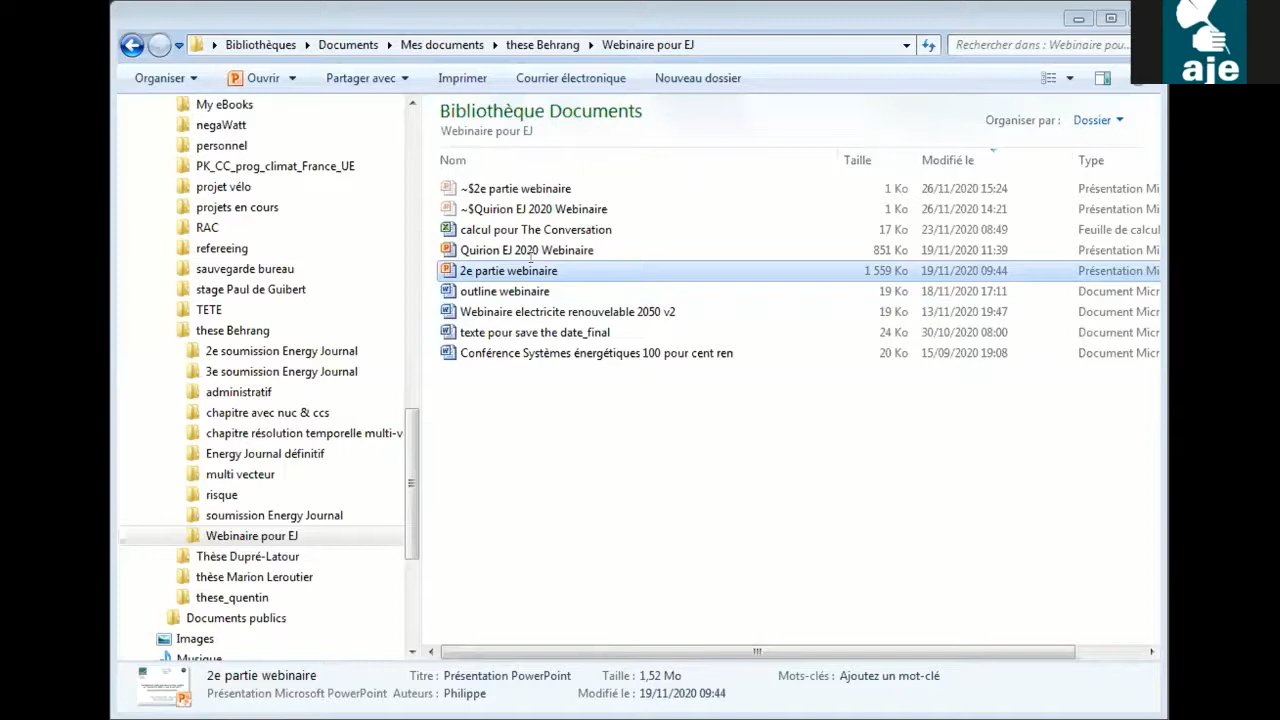 aje
Bibliothèques Documents Mes documents these Behrang Webinaire pour EJ
Rechercher dans : Webinaire pou...
Organiser Ouvrir Partager avec Imprimer Courrier électronique Nouveau dossier
My eBooks
negaWatt
personnel
PK_CC_prog_climat_France_UE
projet vélo
projets en cours
RAC
refereeing
sauvegarde bureau
stage Paul de Guibert
TETE
these Behrang
2e soumission Energy Journal
3e soumission Energy Journal
administratif
chapitre avec nuc & ccs
chapitre résolution temporelle multi-v
Energy Journal définitif
multi vecteur
risque
soumission Energy Journal
Webinaire pour EJ
Thèse Dupré-Latour
thèse Marion Leroutier
these_quentin
Documents publics
Images
Musique
Bibliothèque Documents
Webinaire pour EJ
Organiser par : Dossier
Nom Taille Modifié le Type
~$2e partie webinaire 1 Ko 26/11/2020 15:24 Présentation Mi
~$Quirion EJ 2020 Webinaire 1 Ko 26/11/2020 14:21 Présentation Mi
calcul pour The Conversation 17 Ko 23/11/2020 08:49 Feuille de calcu
Quirion EJ 2020 Webinaire 851 Ko 19/11/2020 11:39 Présentation Mi
2e partie webinaire 1 559 Ko 19/11/2020 09:44 Présentation Mi
outline webinaire 19 Ko 18/11/2020 17:11 Document Micr
Webinaire electricite renouvelable 2050 v2 19 Ko 13/11/2020 19:47 Document Micr
texte pour save the date_final 24 Ko 30/10/2020 08:00 Document Micr
Conférence Systèmes énergétiques 100 pour cent ren 20 Ko 15/09/2020 19:08 Document Micr
2e partie webinaire Titre : Présentation PowerPoint Taille : 1,52 Mo Mots-clés : Ajoutez un mot-clé
Présentation Microsoft PowerPoint Auteurs : Philippe Modifié le : 19/11/2020 09:44